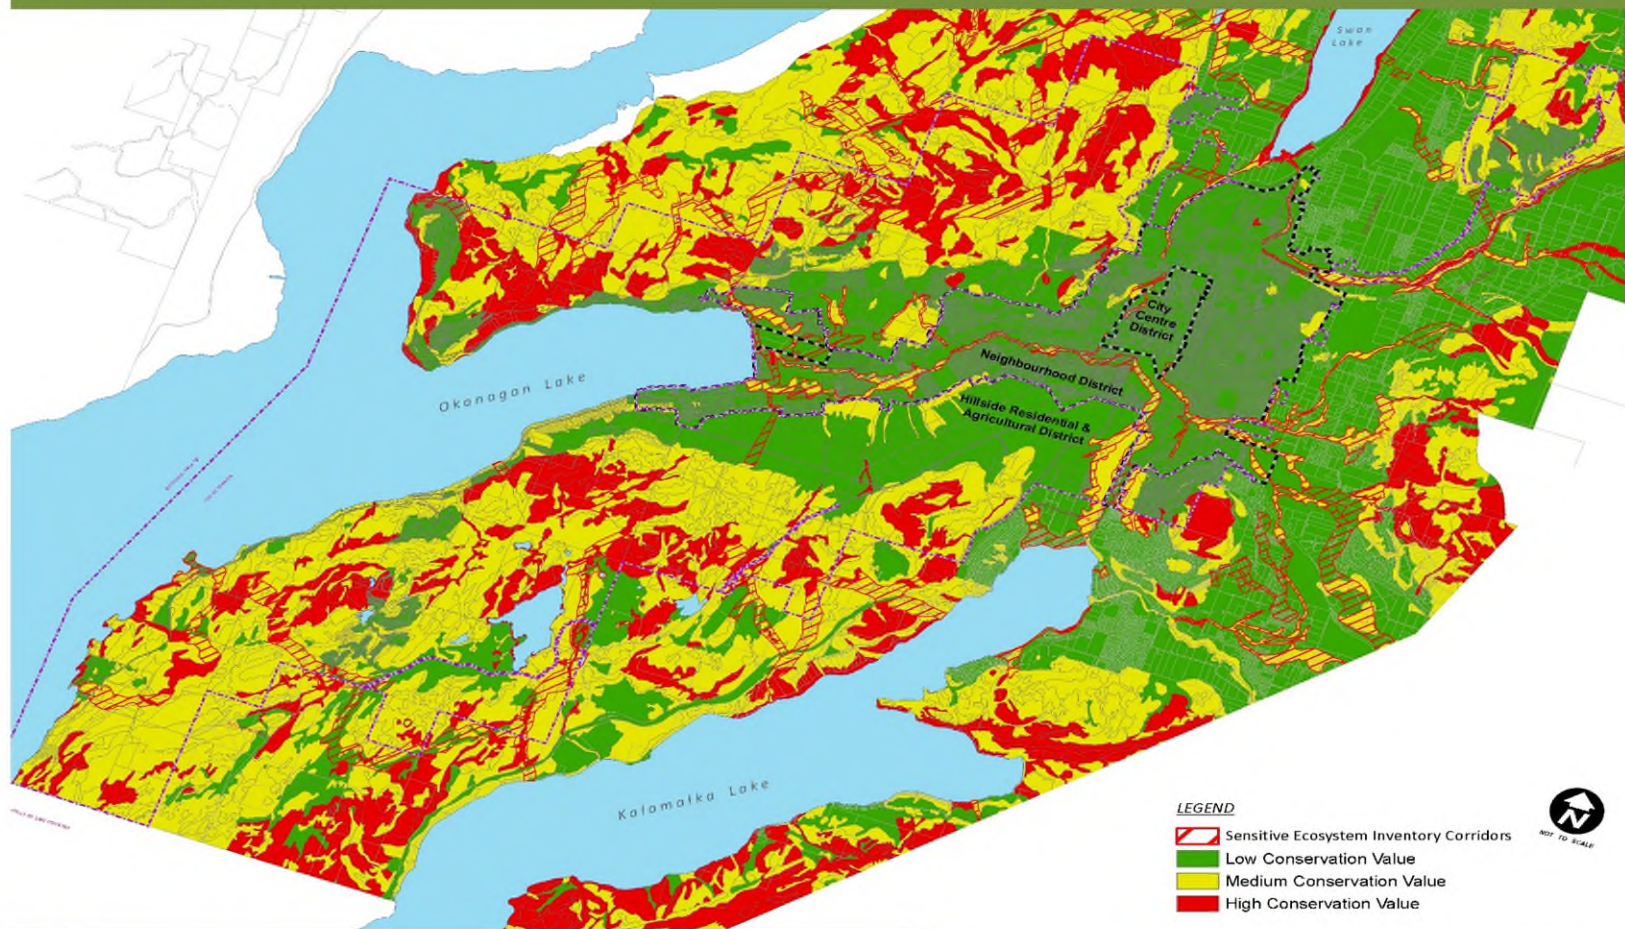 Swan
Lake
City
Centre
District
Neighbourhood District
Okanagan Lake
Hillside Residential &
Agricultural District
Kalamalka Lake
LEGEND
Sensitive Ecosystem Inventory Corridors
Low Conservation Value
Medium Conservation Value
High Conservation Value
N
NOT TO SCALE